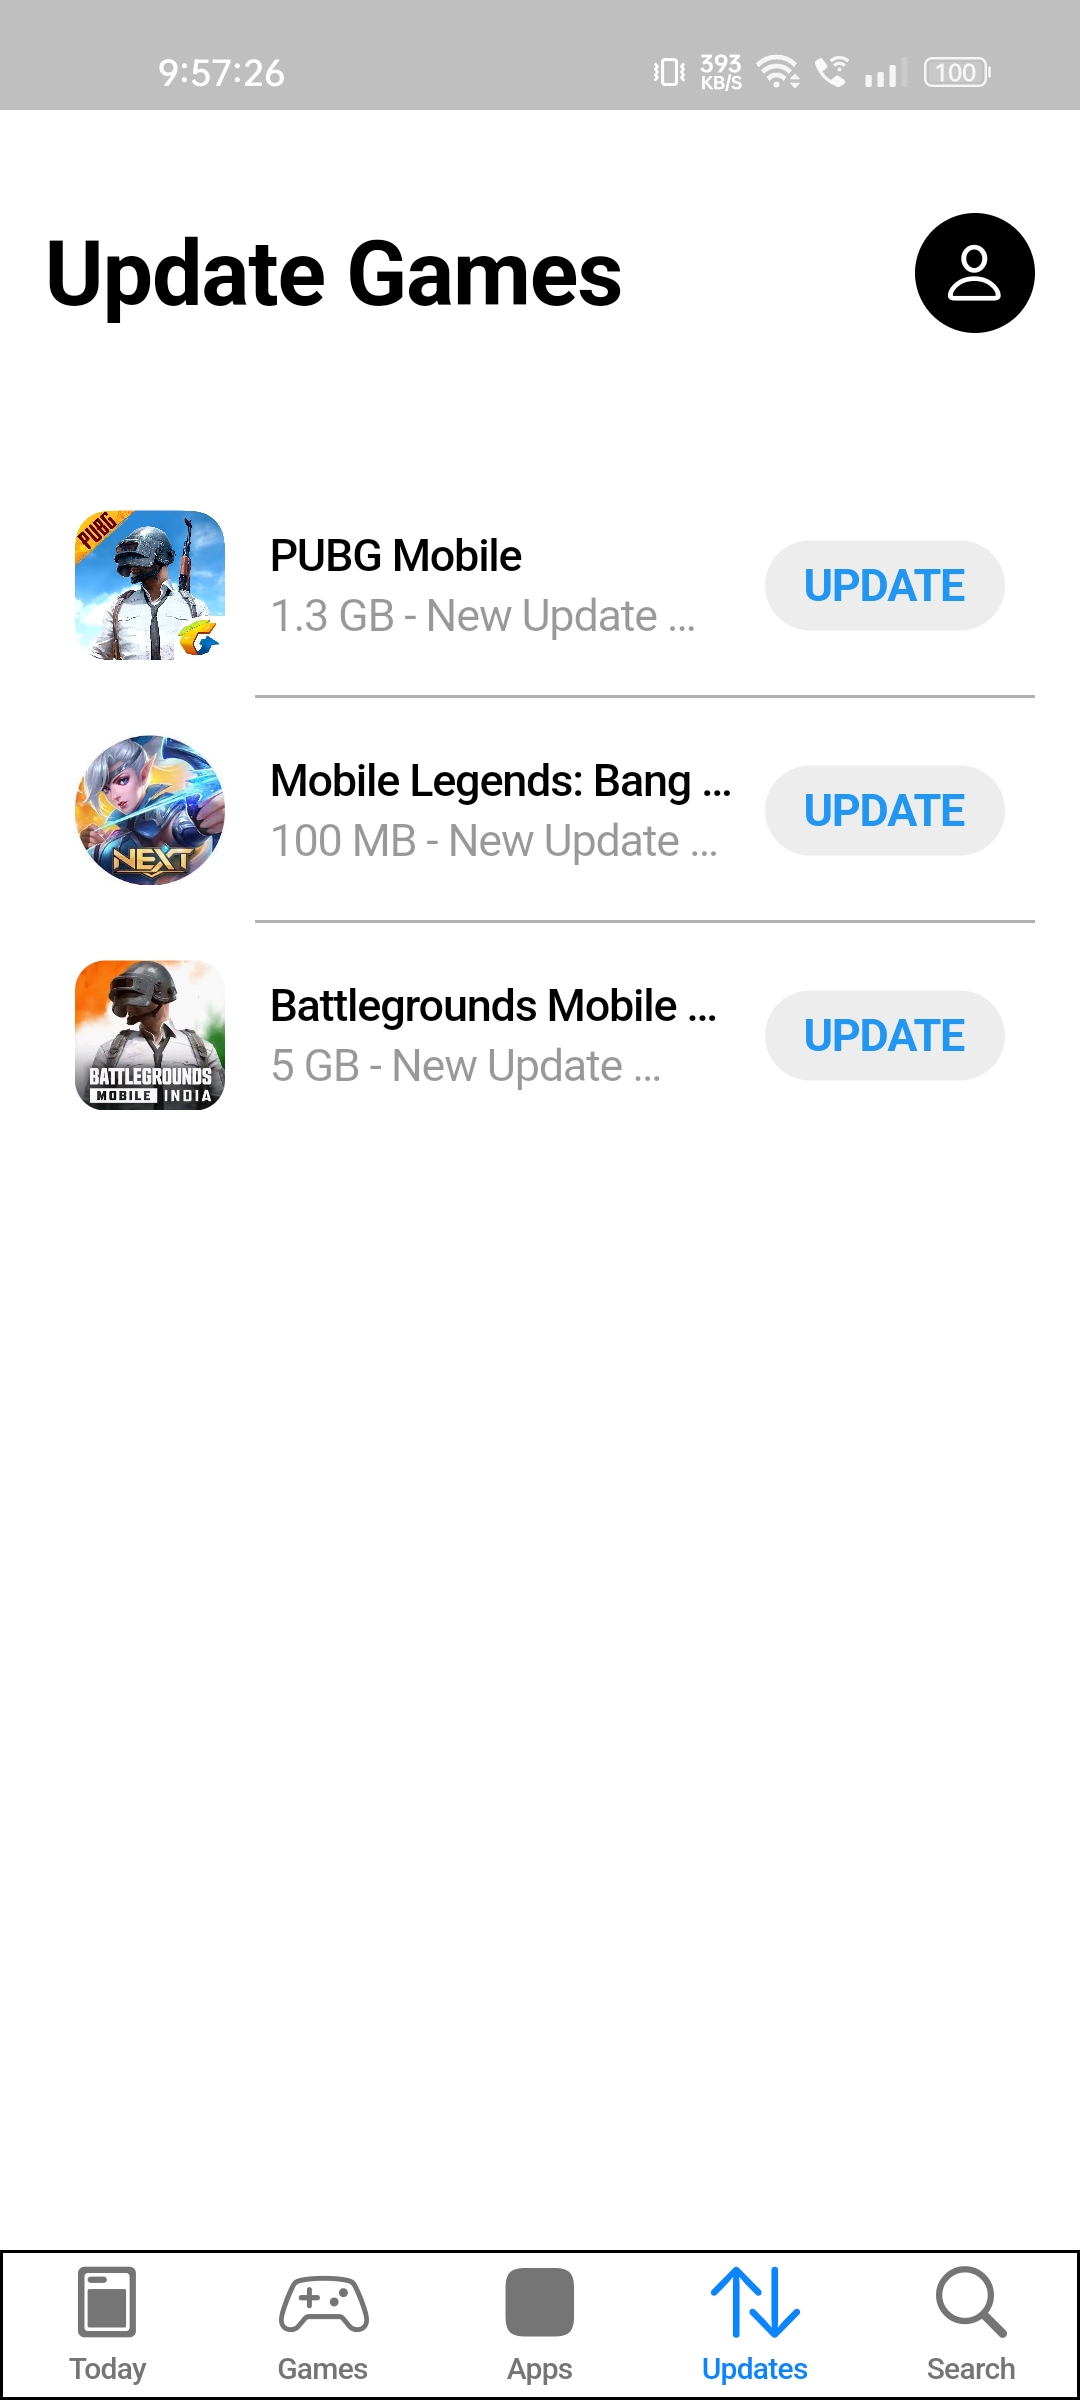 9:57:26
393
KB/S
100
Update Games
PUBG
PUBG Mobile
1.3 GB - New Update ...
UPDATE
NEXT
Mobile Legends: Bang ...
100 MB - New Update ...
UPDATE
BATTLEGROUNDS
MOBILE INDIA
Battlegrounds Mobile ...
5 GB - New Update ...
UPDATE
Today
Games
Apps
Updates
Search